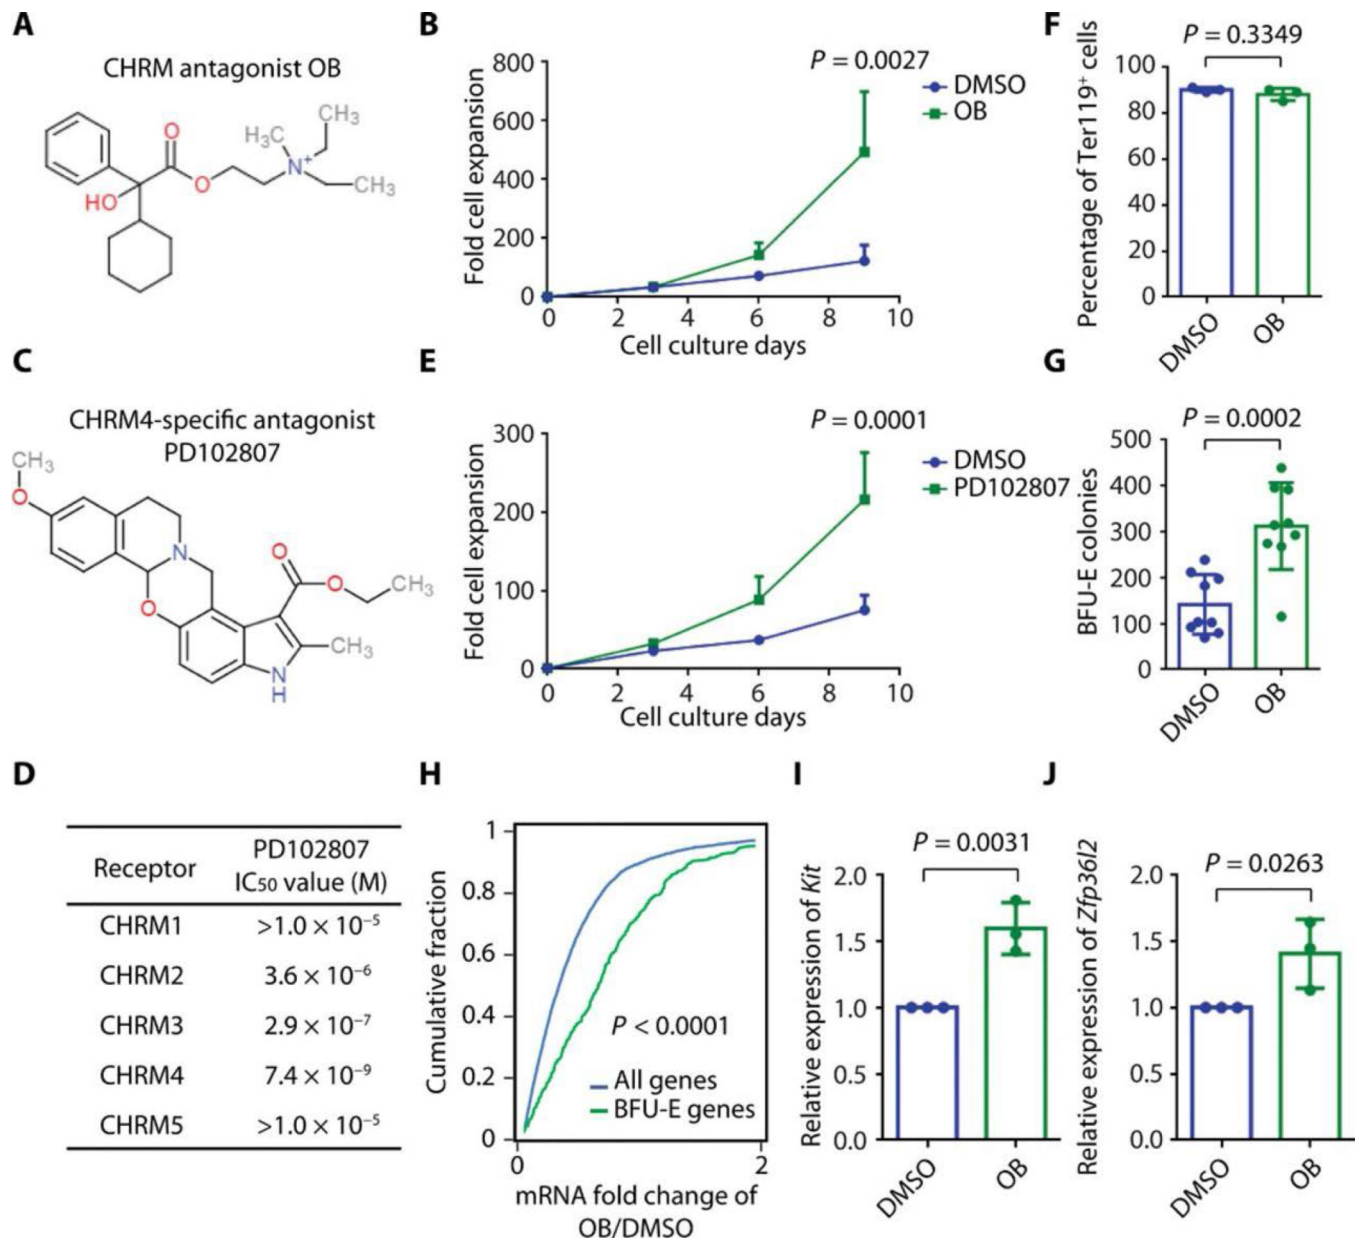 A
CHRM antagonist OB
O
CH₃
H₃C
N⁺
CH₃
O
HO
B
Fold cell expansion
800
600
400
200
0
P = 0.0027
DMSO
OB
0 2 4 6 8 10
Cell culture days
F
Percentage of Ter119⁺ cells
P = 0.3349
100
80
60
40
20
0
DMSO
OB
C
CHRM4-specific antagonist
PD102807
CH₃
O
N
O
O
CH₃
O
CH₃
N
H
E
Fold cell expansion
300
200
100
0
P = 0.0001
DMSO
PD102807
0 2 4 6 8 10
Cell culture days
G
BFU-E colonies
P = 0.0002
500
400
300
200
100
0
DMSO
OB
D
Receptor
PD102807
IC₅₀ value (M)
CHRM1 >1.0 × 10⁻⁵
CHRM2 3.6 × 10⁻⁶
CHRM3 2.9 × 10⁻⁷
CHRM4 7.4 × 10⁻⁹
CHRM5 >1.0 × 10⁻⁵
H
Cumulative fraction
1
0.8
0.6
0.4
0.2
0
P < 0.0001
All genes
BFU-E genes
0 2
mRNA fold change of
OB/DMSO
I
Relative expression of Kit
P = 0.0031
2.0
1.5
1.0
0.5
0.0
DMSO
OB
J
Relative expression of Zfp36l2
P = 0.0263
2.0
1.5
1.0
0.5
0.0
DMSO
OB